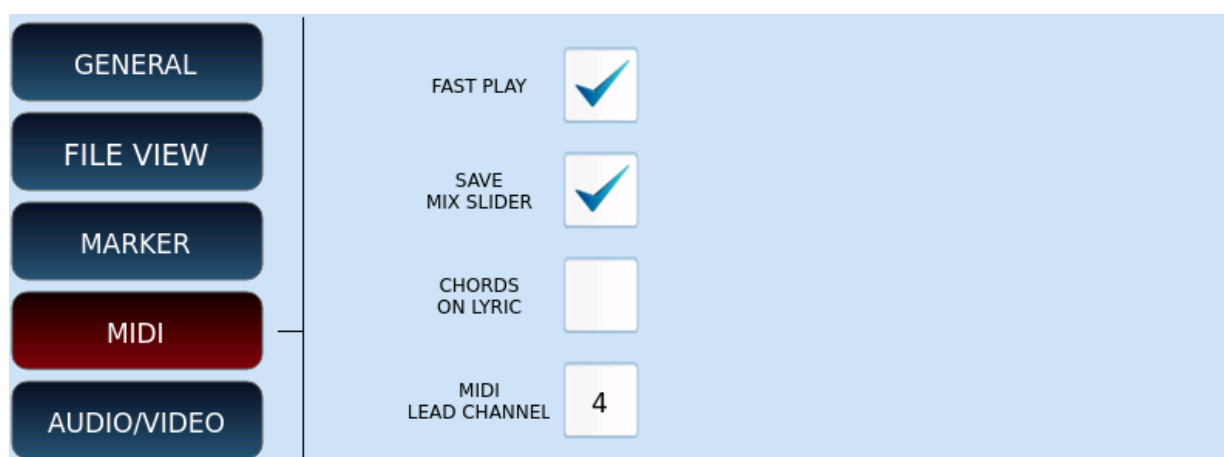 GENERAL
FILE VIEW
MARKER
MIDI
AUDIO/VIDEO
FAST PLAY
SAVE
MIX SLIDER
CHORDS
ON LYRIC
MIDI
LEAD CHANNEL
4